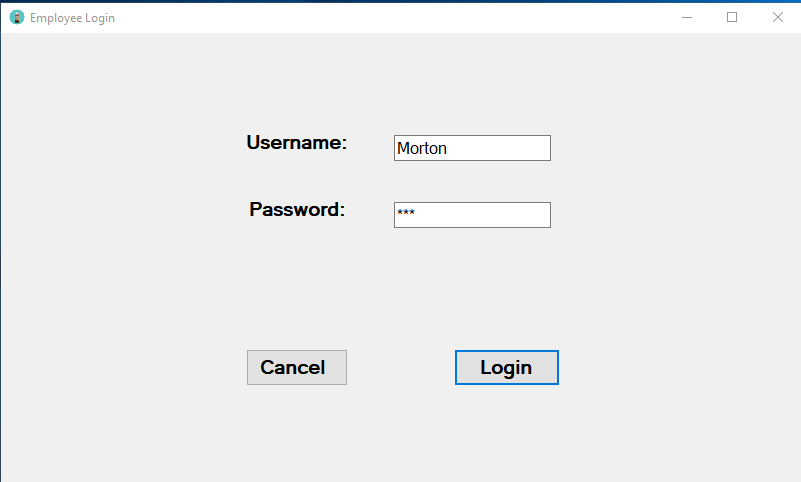 Employee Login
Username: Morton
Password: ***
Cancel Login